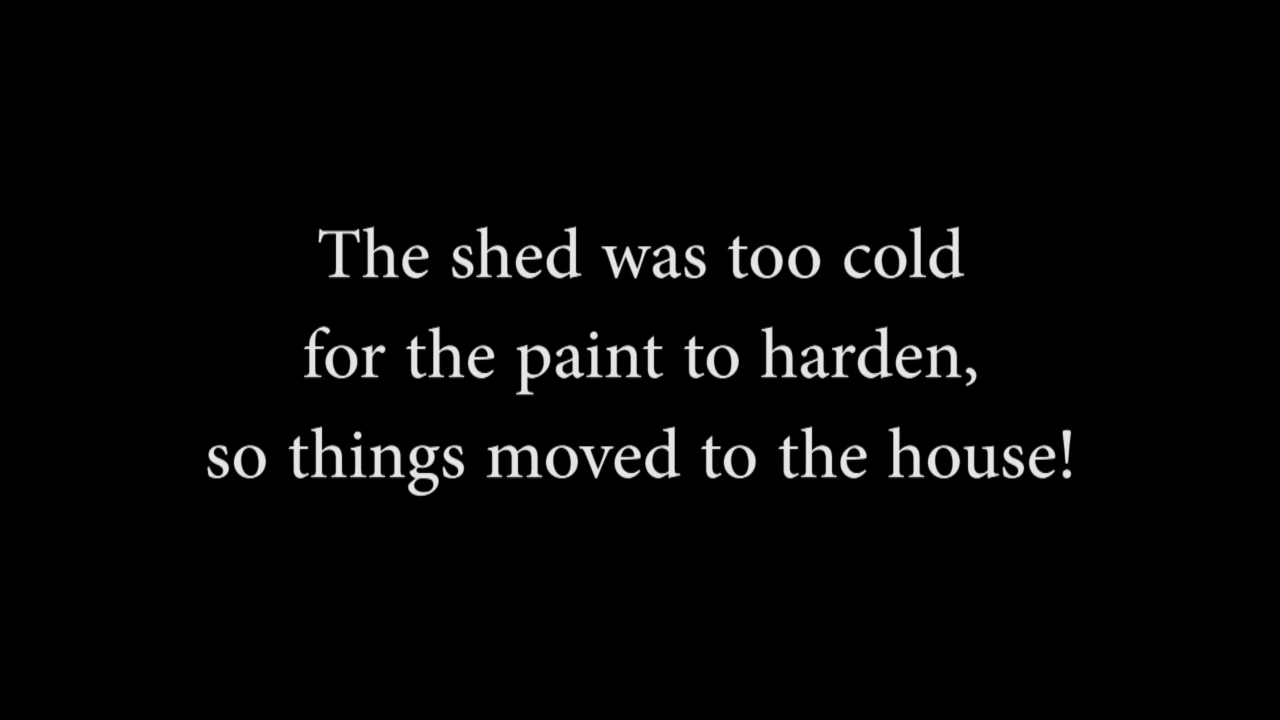 The shed was too cold
for the paint to harden,
so things moved to the house!